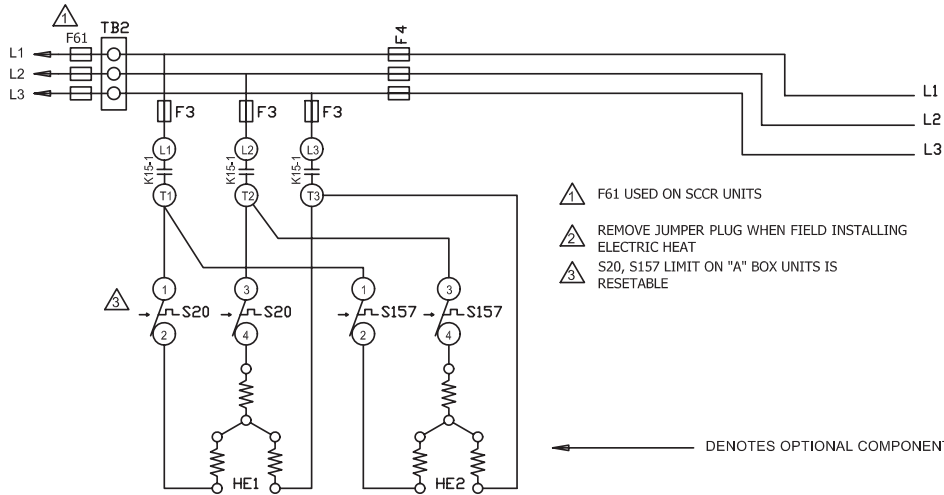 1
F61 TB2
F4
L1
L2
L3
L1
L2
L3
F3 F3 F3
L1 L2 L3
K15-1 K15-1 K15-1
T1 T2 T3
1 F61 USED ON SCCR UNITS
2 REMOVE JUMPER PLUG WHEN FIELD INSTALLING
ELECTRIC HEAT
3 S20, S157 LIMIT ON "A" BOX UNITS IS
RESETABLE
3
1 3 1 3
S20 S20 S157 S157
2 4 2 4
DENOTES OPTIONAL COMPONENT
HE1 HE2